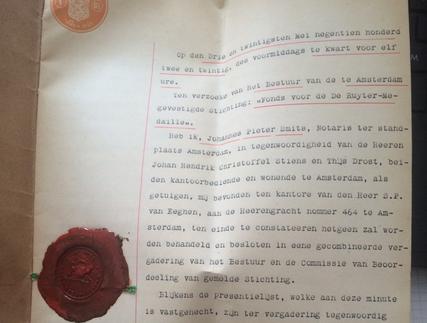 Op den Drie en twintigsten Mei negentien honderd
twee en twintig, des voormiddags te kwart voor elf
ure.
Ten verzoeke van het Bestuur van de te Amsterdam
gevestigde Stichting: "Fonds voor de De Ruyter-Me-
daille".
Heb ik, Johannes Pieter Smits, Notaris ter stand-
plaats Amsterdam, in tegenwoordigheid van de Heeren
Johan Hendrik Christoffel Stiens en Thijs Drost, bei-
den kantoorbediende en wonende te Amsterdam, als
getuigen, mij bevonden ten kantore van den Heer S.P.
van Eeghen, aan de Heerengracht nommer 464 te Am-
sterdam, ten einde te constateeren hetgeen zal wor-
den behandeld en besloten in eene gecombineerde ver-
gadering van het Bestuur en de Commissie van Beoor-
deeling van gemelde Stichting.
Blijkens de presentielijst, welke aan deze minute
is vastgehecht, zijn ter vergadering tegenwoordig